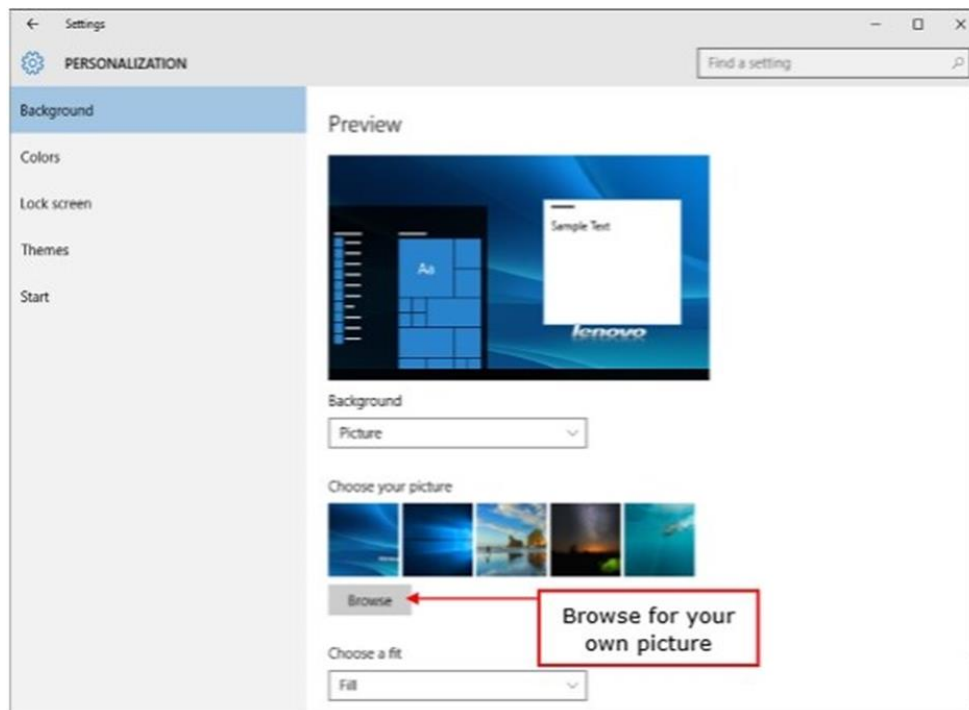 Settings
PERSONALIZATION
Find a setting
Background
Colors
Lock screen
Themes
Start
Preview
Sample Text
Aa
lenovo
Background
Picture
Choose your picture
Browse
Browse for your
own picture
Choose a fit
Fill